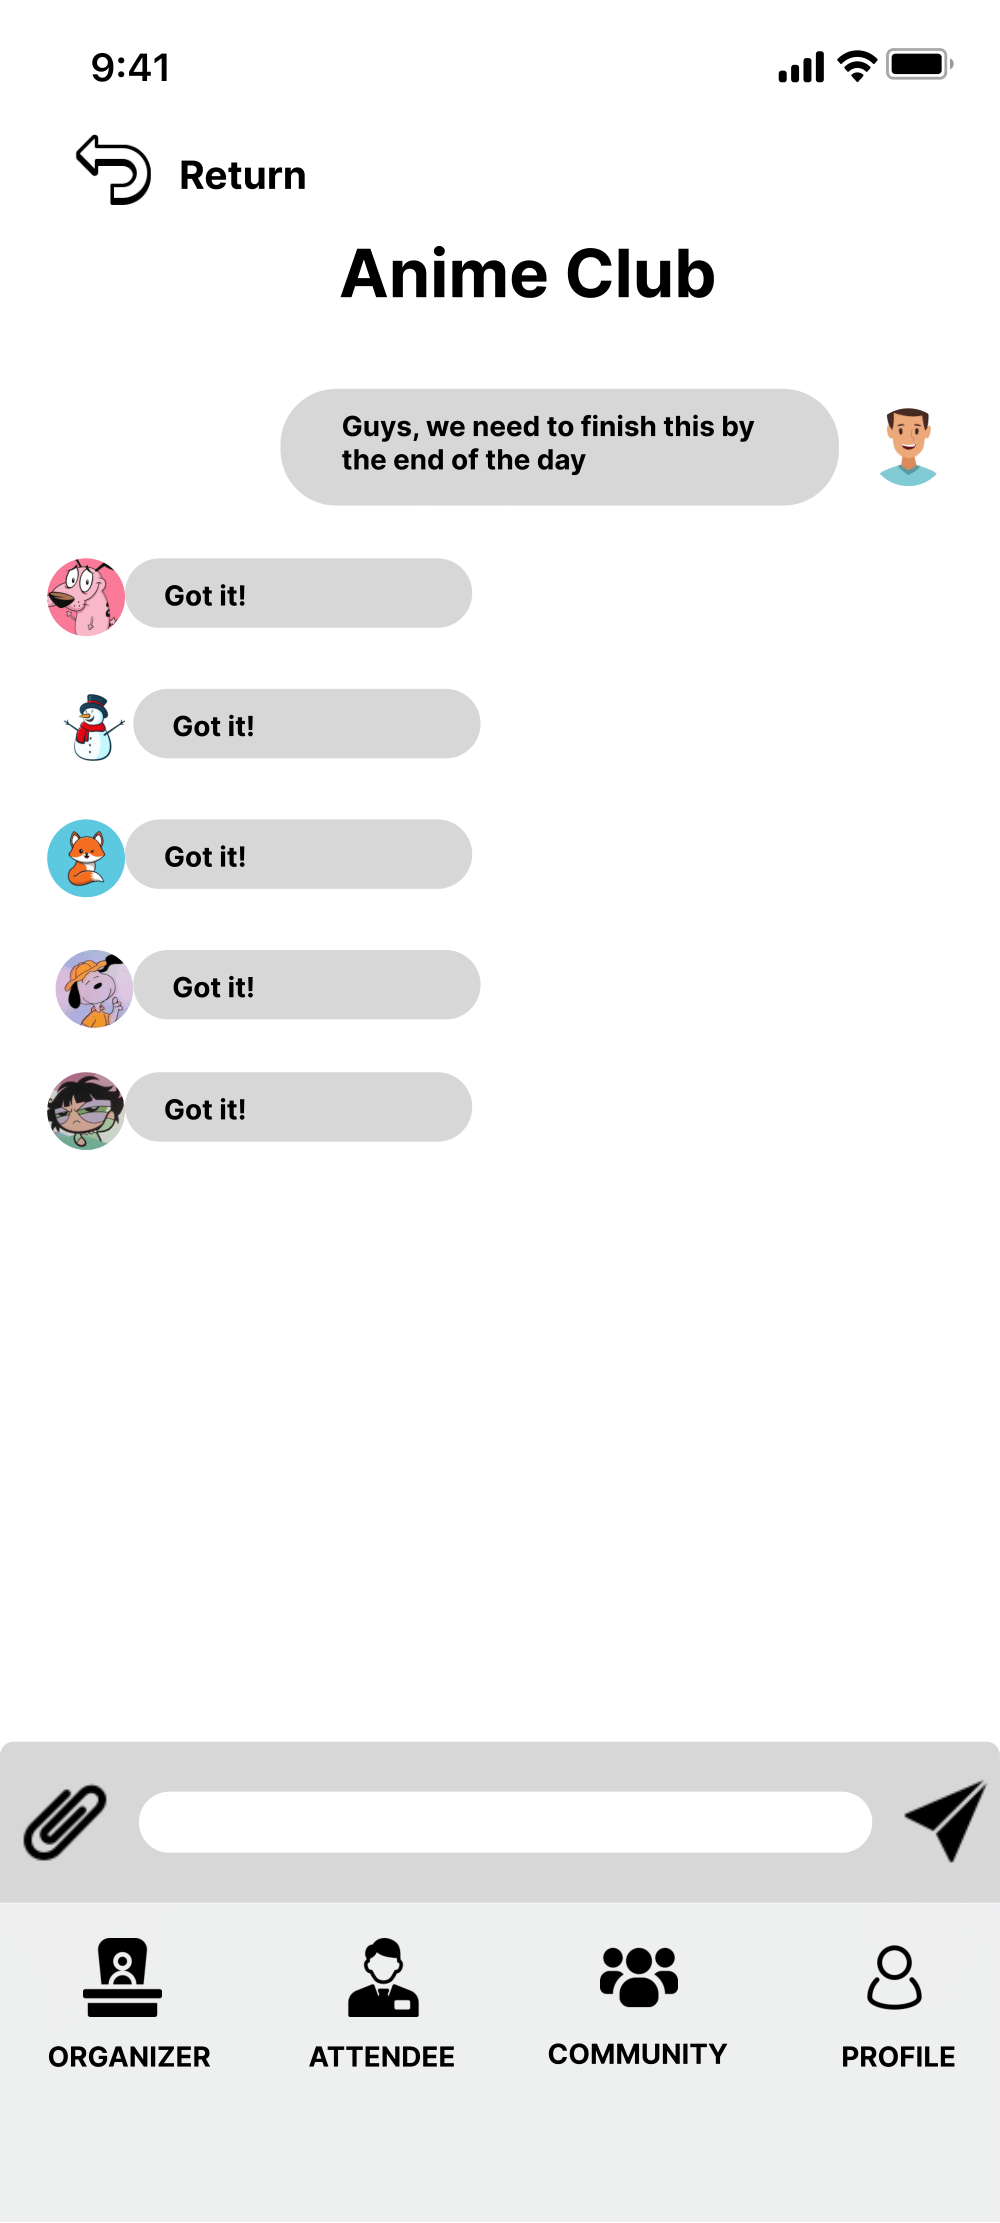 9:41
Return
Anime Club
Guys, we need to finish this by
the end of the day
Got it!
Got it!
Got it!
Got it!
Got it!
ORGANIZER
ATTENDEE
COMMUNITY
PROFILE